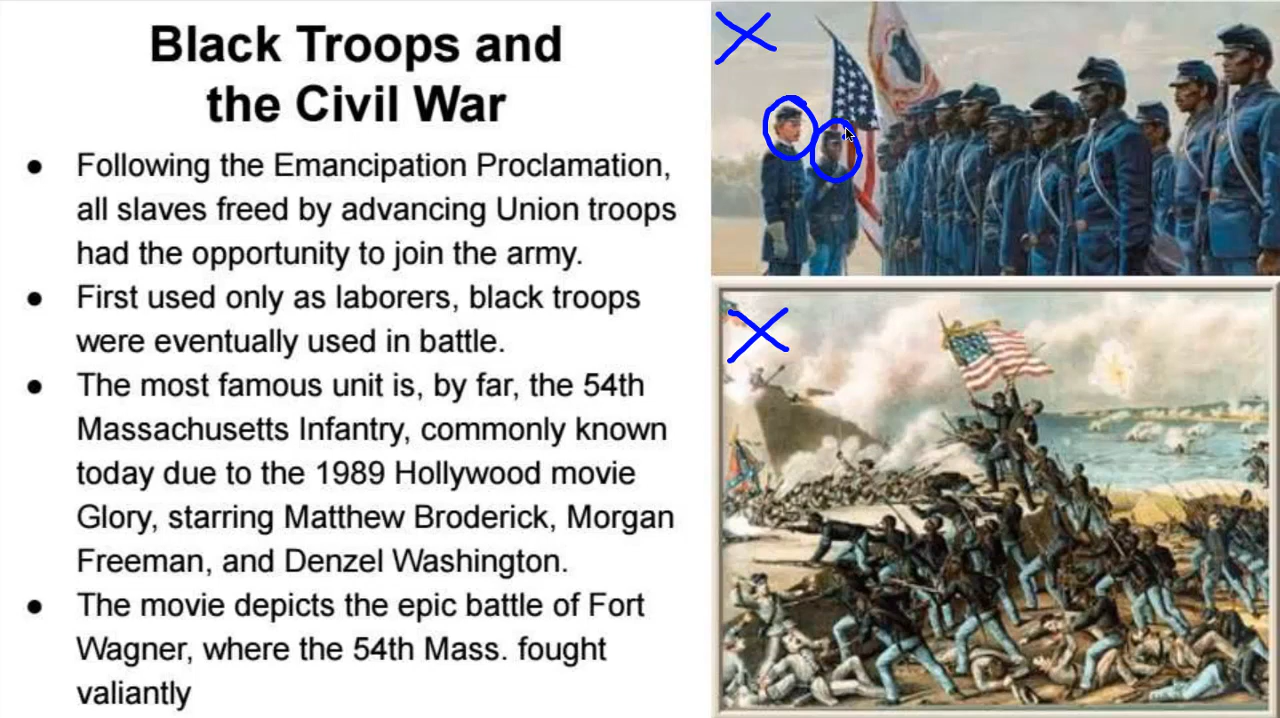 Black Troops and
the Civil War
● Following the Emancipation Proclamation,
all slaves freed by advancing Union troops
had the opportunity to join the army.
● First used only as laborers, black troops
were eventually used in battle.
● The most famous unit is, by far, the 54th
Massachusetts Infantry, commonly known
today due to the 1989 Hollywood movie
Glory, starring Matthew Broderick, Morgan
Freeman, and Denzel Washington.
● The movie depicts the epic battle of Fort
Wagner, where the 54th Mass. fought
valiantly